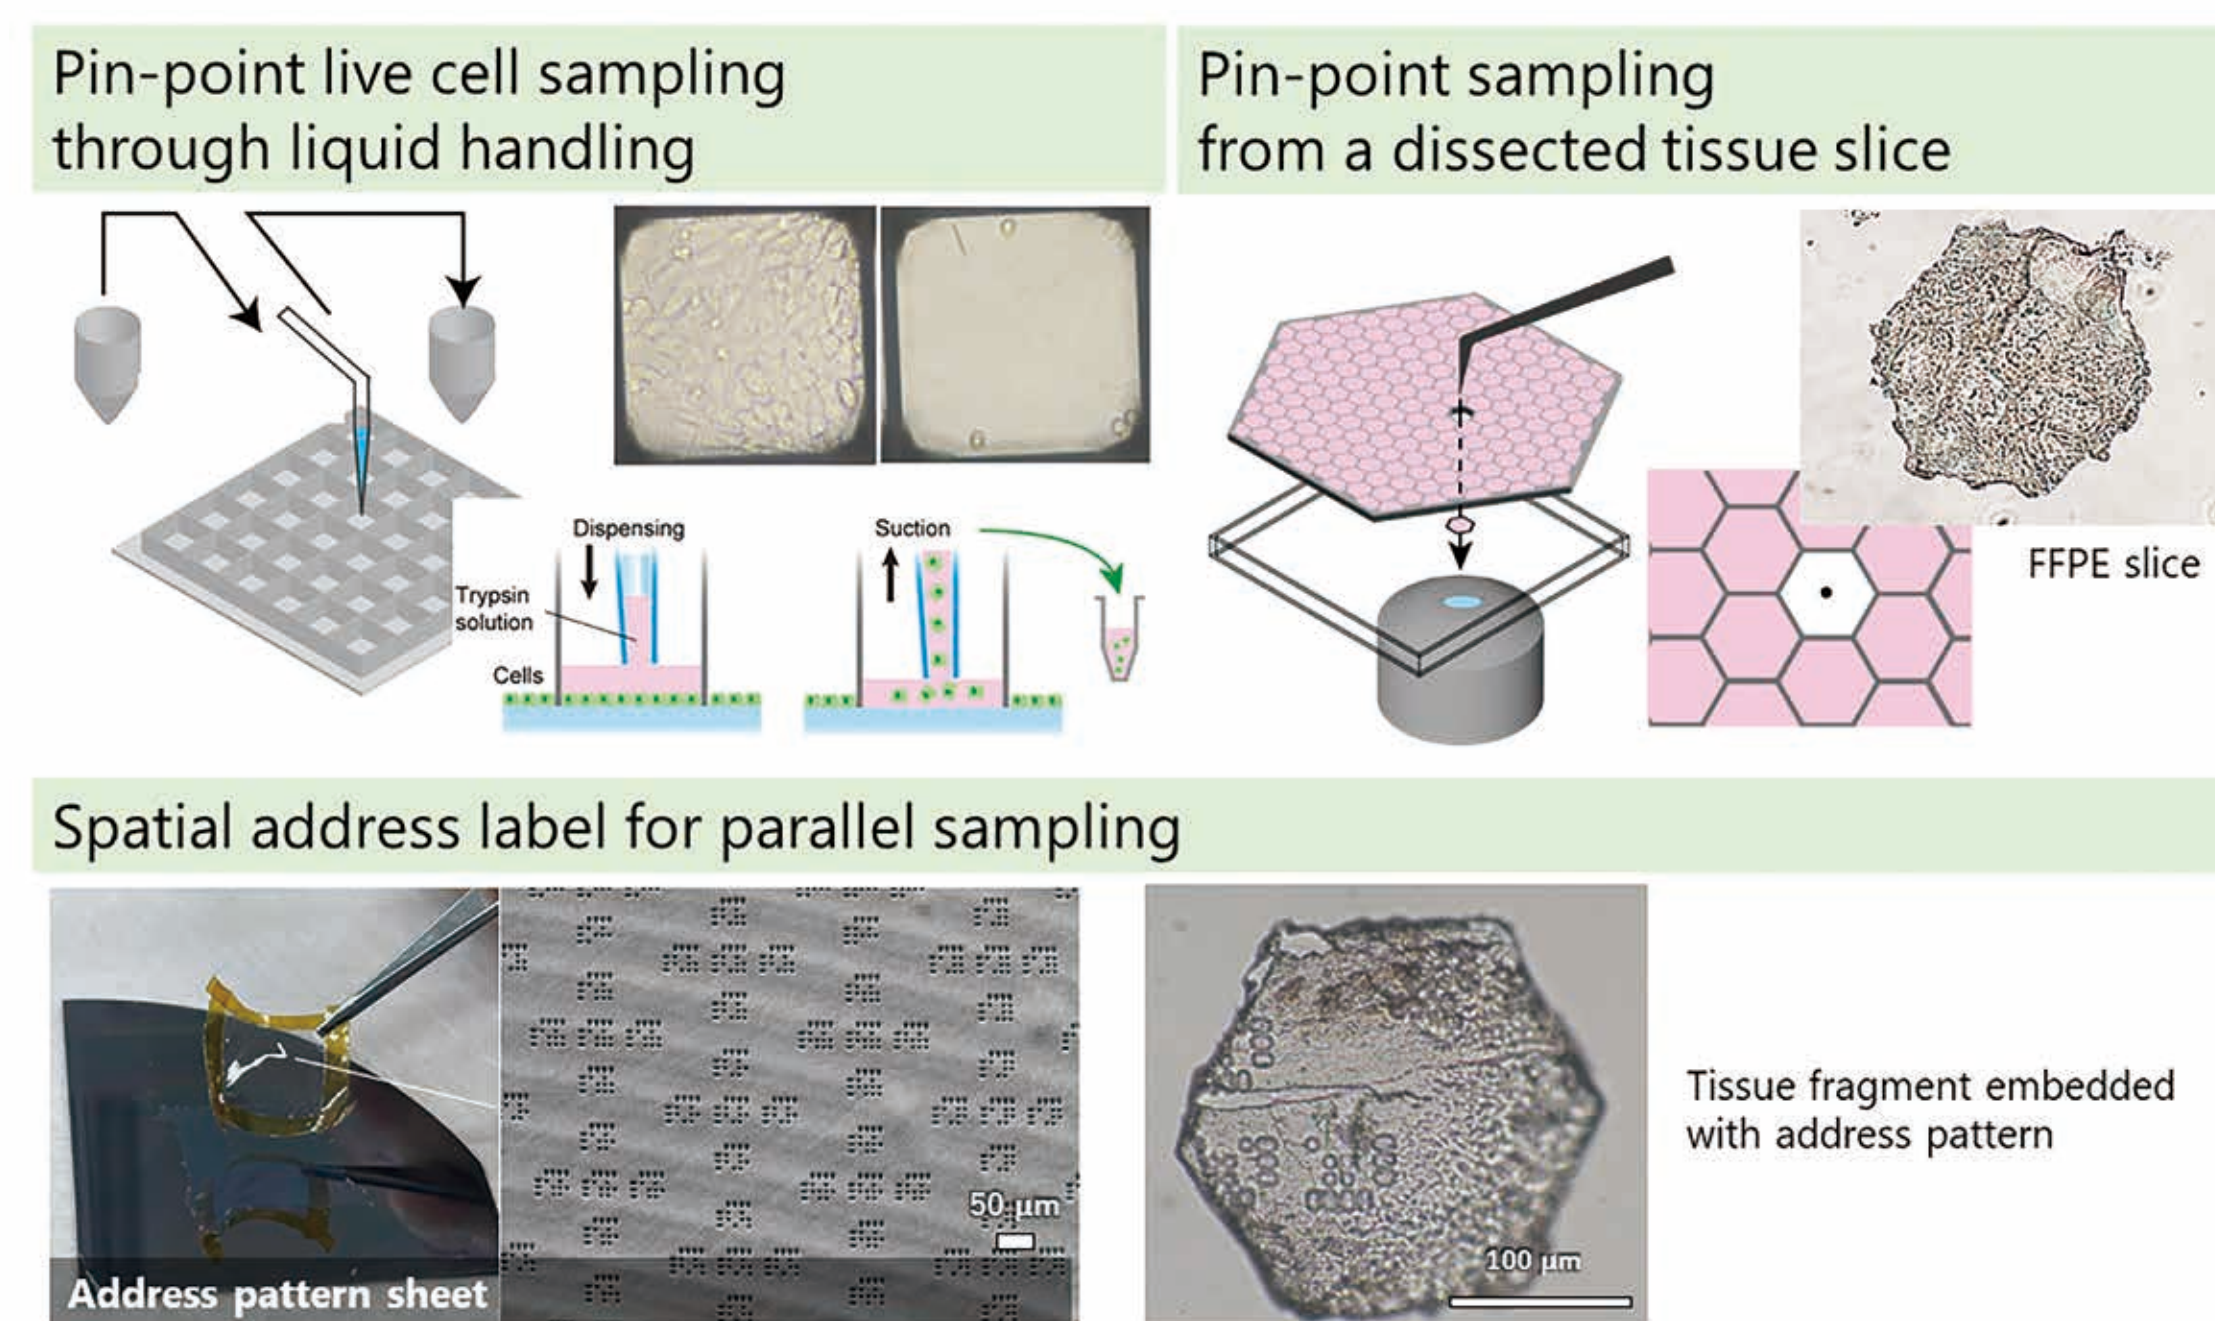 Pin-point live cell sampling
through liquid handling
Pin-point sampling
from a dissected tissue slice
Dispensing
Suction
Trypsin
solution
Cells
FFPE slice
Spatial address label for parallel sampling
50 µm
Address pattern sheet
100 µm
Tissue fragment embedded
with address pattern